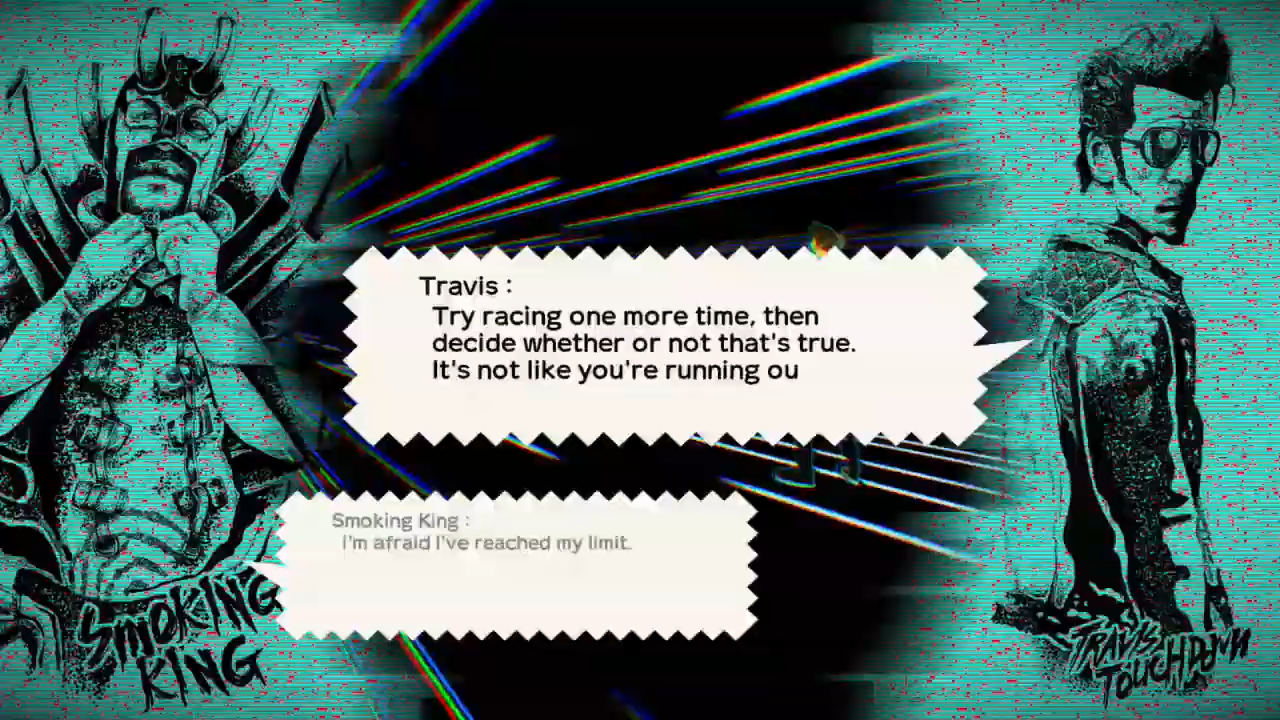 Travis :
Try racing one more time, then
decide whether or not that's true.
It's not like you're running ou
Smoking King :
I'm afraid I've reached my limit.
SMOKING
KING
TRAVIS
TOUCHDOWN